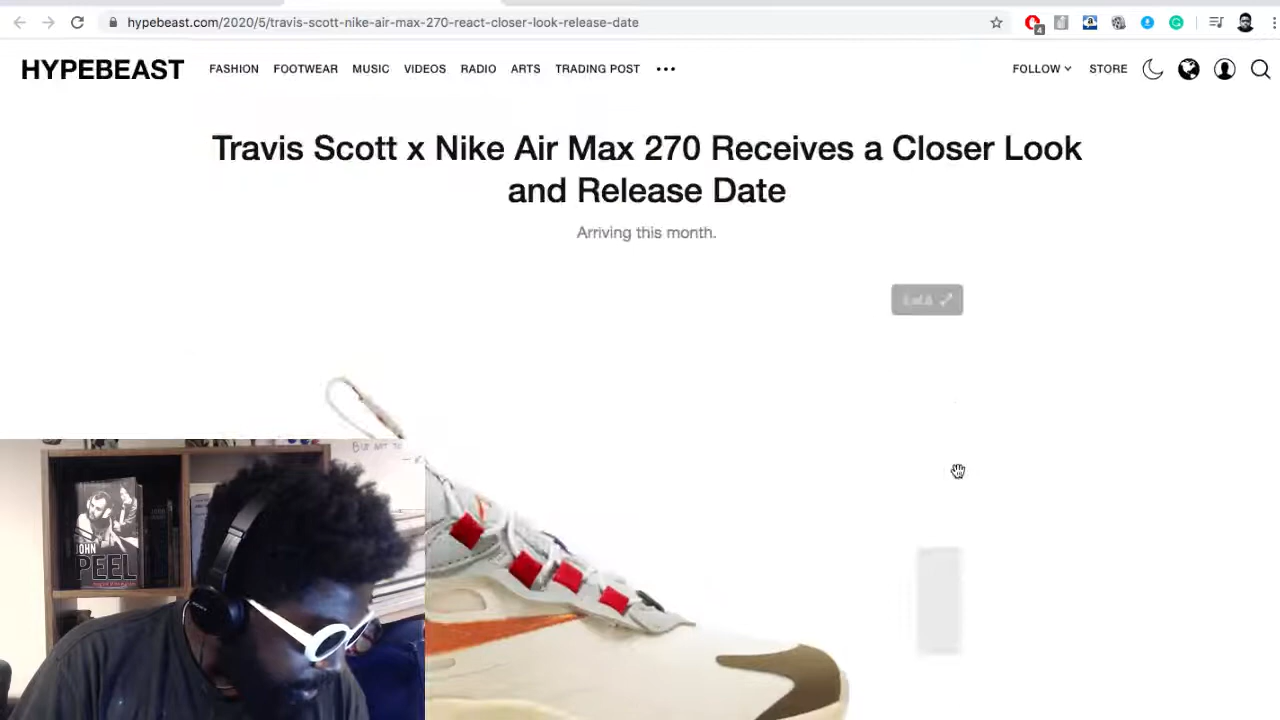 hypebeast.com/2020/5/travis-scott-nike-air-max-270-react-closer-look-release-date
4
HYPEBEAST FASHION FOOTWEAR MUSIC VIDEOS RADIO ARTS TRADING POST FOLLOW STORE
Travis Scott x Nike Air Max 270 Receives a Closer Look
and Release Date
Arriving this month.
JOHN
PEEL